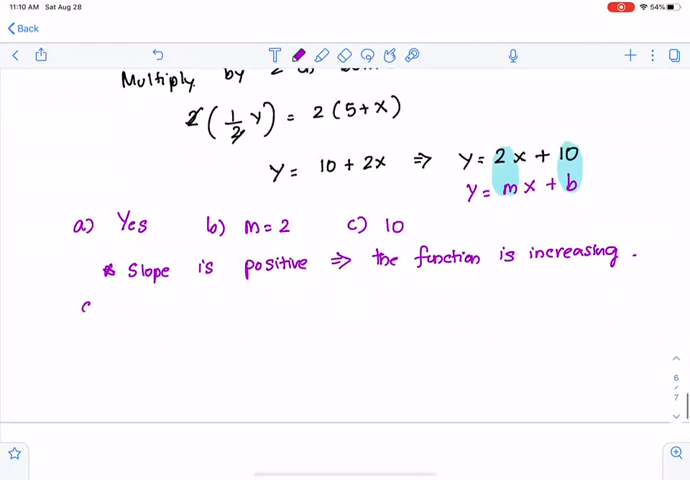 11:10 AM Sat Aug 28
54%
Back
Multiply by 2
2(1/2 y) = 2(5+x)
y = 10 + 2x ⇒ y = 2x + 10
y = mx + b
a) Yes b) m = 2 c) 10
* Slope is positive ⇒ the function is increasing.
6
/
7